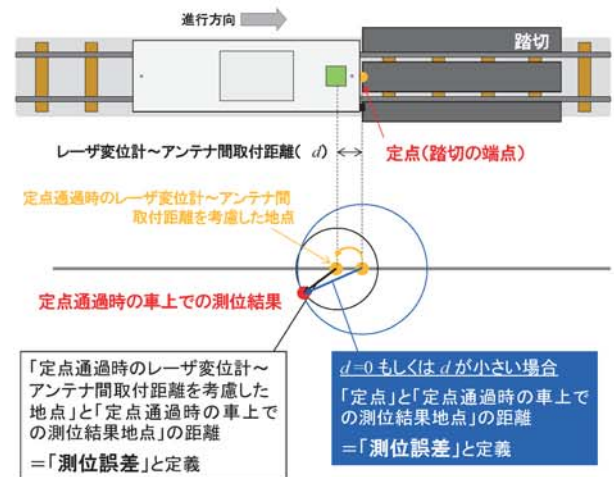 進行方向
踏切
レーザ変位計～アンテナ間取付距離( d )
定点(踏切の端点)
定点通過時のレーザ変位計～アンテナ間
取付距離を考慮した地点
定点通過時の車上での測位結果
「定点通過時のレーザ変位計～
アンテナ間取付距離を考慮した
地点」と「定点通過時の車上で
の測位結果地点」の距離
＝「測位誤差」と定義
d=0 もしくは d が小さい場合
「定点」と「定点通過時の車上で
の測位結果地点」の距離
＝「測位誤差」と定義